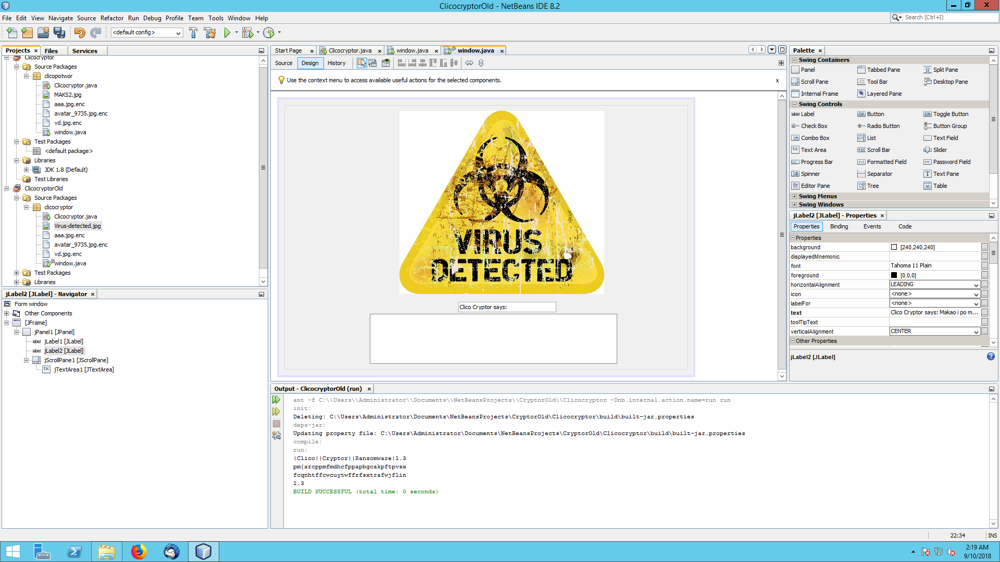 ClicocryptorOld - NetBeans IDE 8.2
File Edit View Navigate Source Refactor Run Debug Profile Team Tools Window Help
Search (Ctrl+I)
<default config>
Projects Files Services
Clicocryptor
Source Packages
clicopotwor
Clicocryptor.java
MAKS2.jpg
aaa.jpg.enc
avatar_9735.jpg.enc
vd.jpg.enc
window.java
Test Packages
<default package>
Libraries
JDK 1.8 (Default)
Test Libraries
ClicocryptorOld
Source Packages
clicocryptor
Clicocryptor.java
Virus-detected.jpg
aaa.jpg.enc
avatar_9735.jpg.enc
vd.jpg.enc
window.java
Test Packages
Libraries
jLabel2 [JLabel] - Navigator
Form window
Other Components
[JFrame]
jPanel1 [JPanel]
jLabel1 [JLabel]
jLabel2 [JLabel]
jScrollPane1 [JScrollPane]
jTextArea1 [JTextArea]
Start Page Clicocryptor.java window.java window.java
Source Design History
Use the context menu to access available useful actions for the selected components.
VIRUS
DETECTED
Clico Cryptor says:
Output - ClicocryptorOld (run)
ant -f C:\\Users\\Administrator\\Documents\\NetBeansProjects\\CryptorOld\\Clicocryptor -Dnb.internal.action.name=run run
init:
Deleting: C:\Users\Administrator\Documents\NetBeansProjects\CryptorOld\Clicocryptor\build\built-jar.properties
deps-jar:
Updating property file: C:\Users\Administrator\Documents\NetBeansProjects\CryptorOld\Clicocryptor\build\built-jar.properties
compile:
run:
|Clico||Cryptor||Ransomware|1.3
pm{xrcppmfmdhcfppapbgcakpftpvsx
fcqnhtffcwcuytwffrfsxtrafwjflin
1.3
BUILD SUCCESSFUL (total time: 0 seconds)
Palette
Swing Containers
Panel Tabbed Pane Split Pane
Scroll Pane Tool Bar Desktop Pane
Internal Frame Layered Pane
Swing Controls
Label Button Toggle Button
Check Box Radio Button Button Group
Combo Box List Text Field
Text Area Scroll Bar Slider
Progress Bar Formatted Field Password Field
Spinner Separator Text Pane
Editor Pane Tree Table
Swing Menus
Swing Windows
jLabel2 [JLabel] - Properties
Properties Binding Events Code
Properties
background [240,240,240]
displayedMnemonic
font Tahoma 11 Plain
foreground [0,0,0]
horizontalAlignment LEADING
icon <none>
labelFor <none>
text Clico Cryptor says: Makao i po m...
toolTipText
verticalAlignment CENTER
Other Properties
jLabel2 [JLabel]
22:34 INS
2:19 AM
9/10/2018